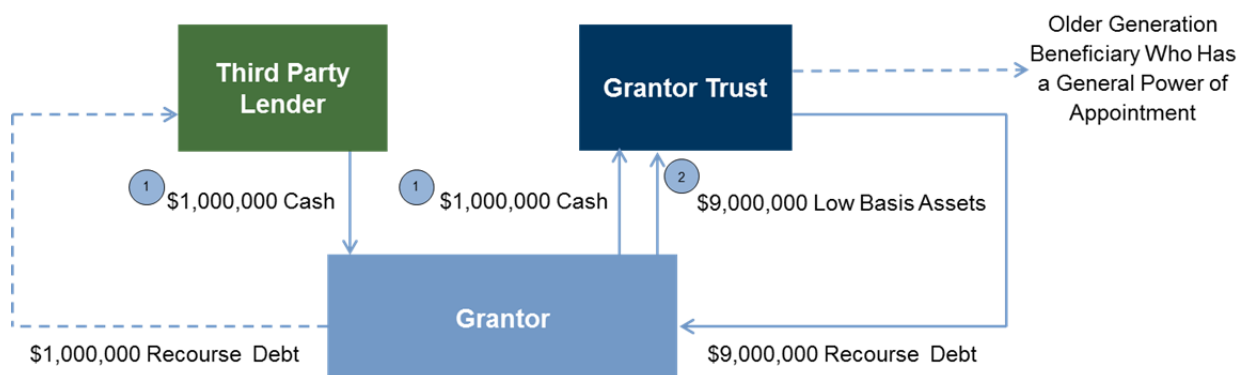 Third Party
Lender
Grantor Trust
Older Generation
Beneficiary Who Has
a General Power of
Appointment
1
$1,000,000 Cash
1
$1,000,000 Cash
2
$9,000,000 Low Basis Assets
Grantor
$1,000,000 Recourse Debt
$9,000,000 Recourse Debt